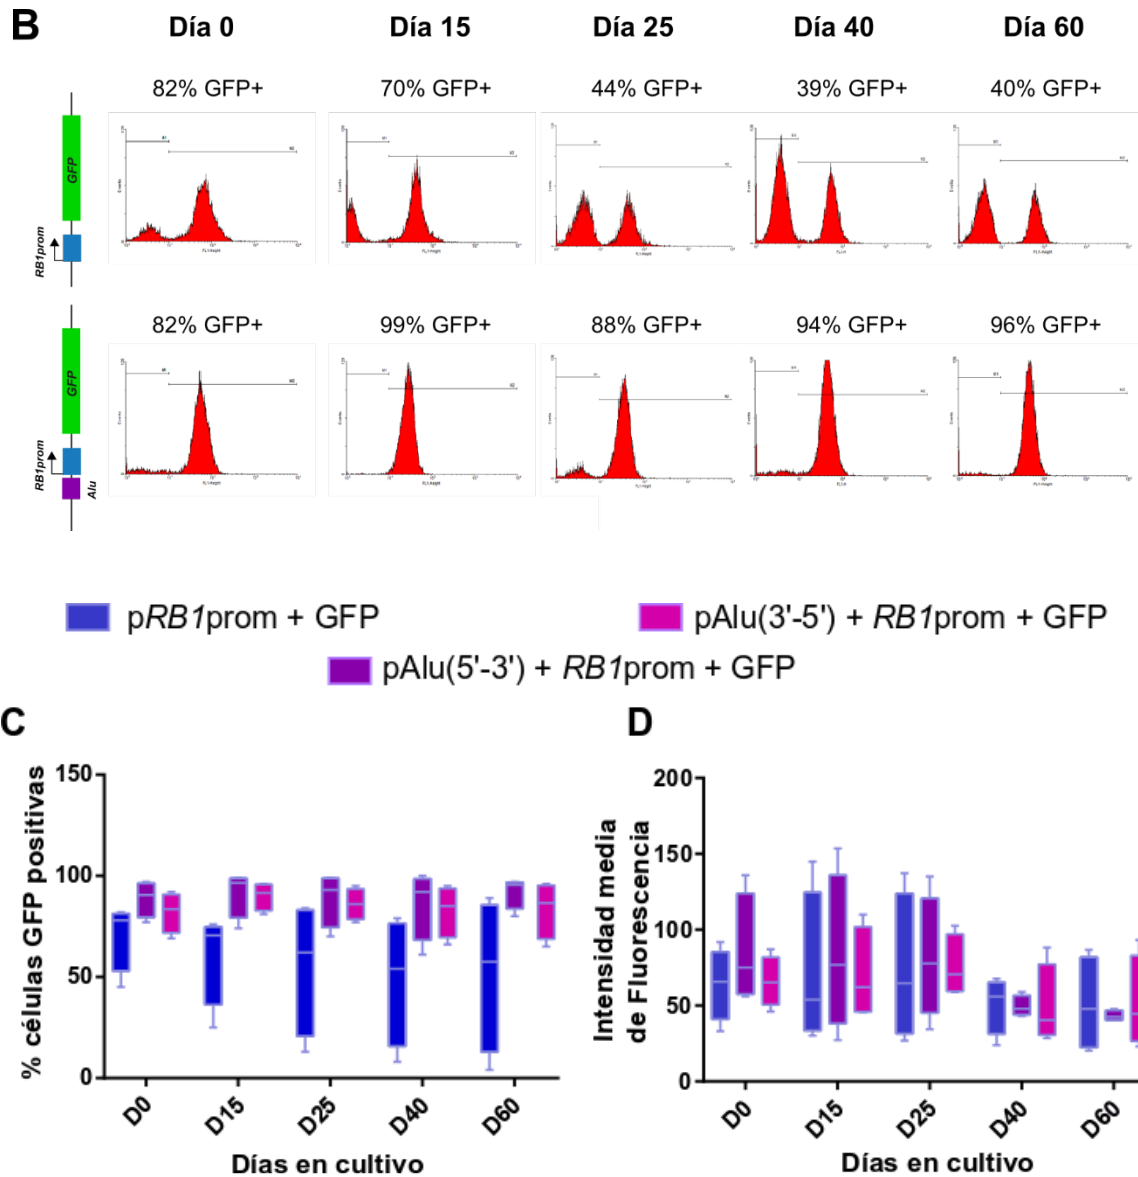 B
Día 0 Día 15 Día 25 Día 40 Día 60
82% GFP+ 70% GFP+ 44% GFP+ 39% GFP+ 40% GFP+
GFP
RB1prom
82% GFP+ 99% GFP+ 88% GFP+ 94% GFP+ 96% GFP+
GFP
RB1prom
Alu
pRB1prom + GFP
pAlu(3'-5') + RB1prom + GFP
pAlu(5'-3') + RB1prom + GFP
C
% células GFP positivas
150
100
50
0
D0 D15 D25 D40 D60
Días en cultivo
D
Intensidad media
de Fluorescencia
200
150
100
50
0
D0 D15 D25 D40 D60
Días en cultivo